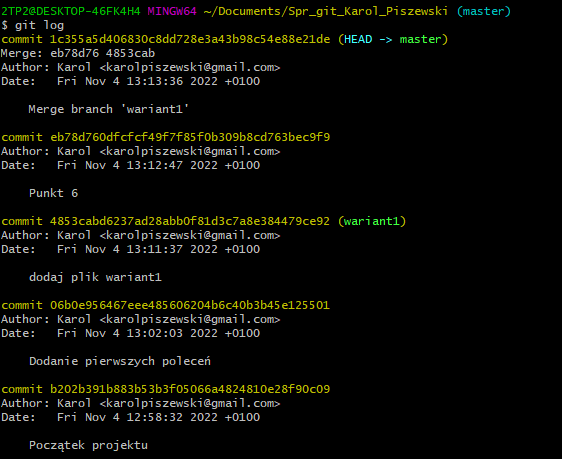 2TP2@DESKTOP-46FK4H4 MINGW64 ~/Documents/Spr_git_Karol_Piszewski (master)
$ git log
commit 1c355a5d406830c8dd728e3a43b98c54e88e21de (HEAD -> master)
Merge: eb78d76 4853cab
Author: Karol <karolpiszewski@gmail.com>
Date:   Fri Nov 4 13:13:36 2022 +0100
    Merge branch 'wariant1'
commit eb78d760dfcfcf49f7f85f0b309b8cd763bec9f9
Author: Karol <karolpiszewski@gmail.com>
Date:   Fri Nov 4 13:12:47 2022 +0100
    Punkt 6
commit 4853cabd6237ad28abb0f81d3c7a8e384479ce92 (wariant1)
Author: Karol <karolpiszewski@gmail.com>
Date:   Fri Nov 4 13:11:37 2022 +0100
    dodaj plik wariant1
commit 06b0e956467eee485606204b6c40b3b45e125501
Author: Karol <karolpiszewski@gmail.com>
Date:   Fri Nov 4 13:02:03 2022 +0100
    Dodanie pierwszych poleceń
commit b202b391b883b53b3f05066a4824810e28f90c09
Author: Karol <karolpiszewski@gmail.com>
Date:   Fri Nov 4 12:58:32 2022 +0100
    Początek projektu